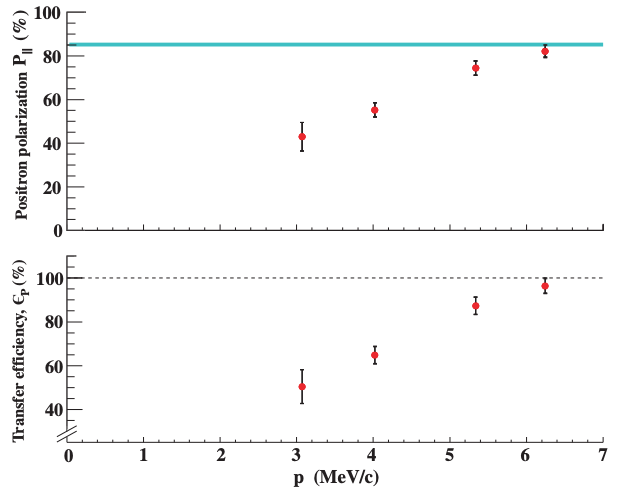 Positron polarization P∥ (%)
100
80
60
40
20
0
Transfer efficiency, ϵP (%)
100
80
60
40
0 1 2 3 4 5 6 7
p (MeV/c)